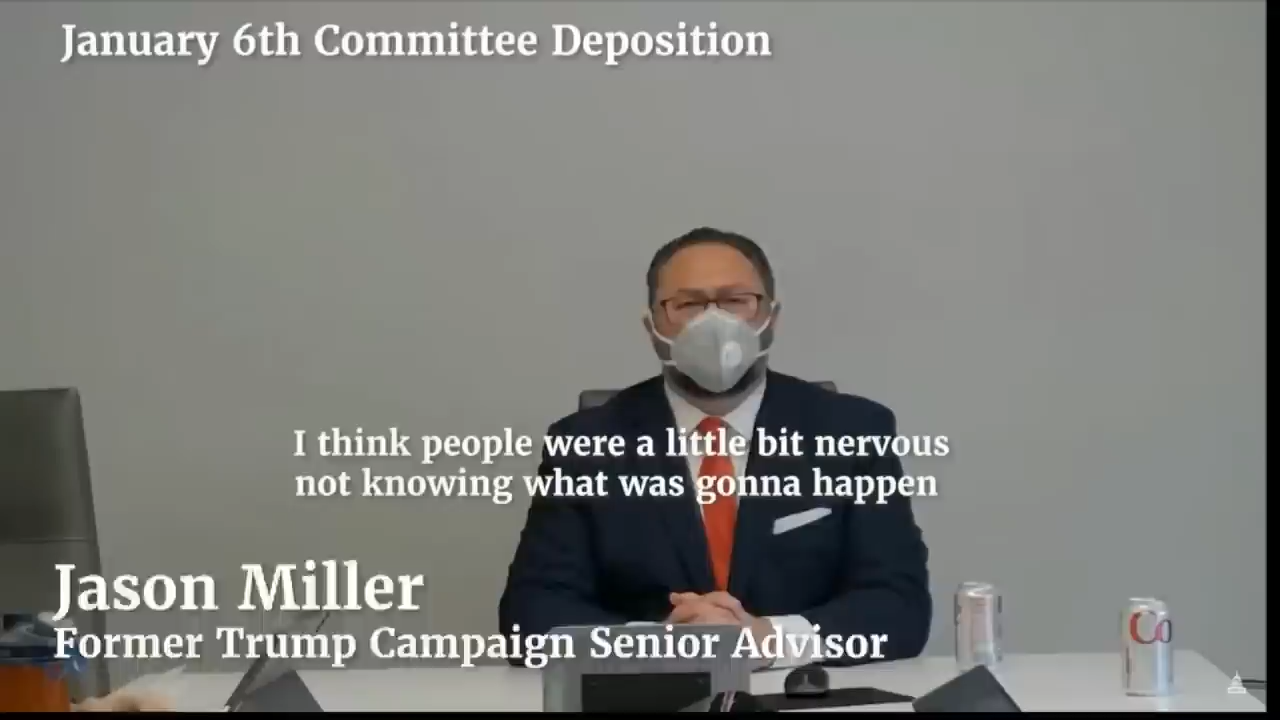 January 6th Committee Deposition
I think people were a little bit nervous
not knowing what was gonna happen
Jason Miller
Former Trump Campaign Senior Advisor
Co